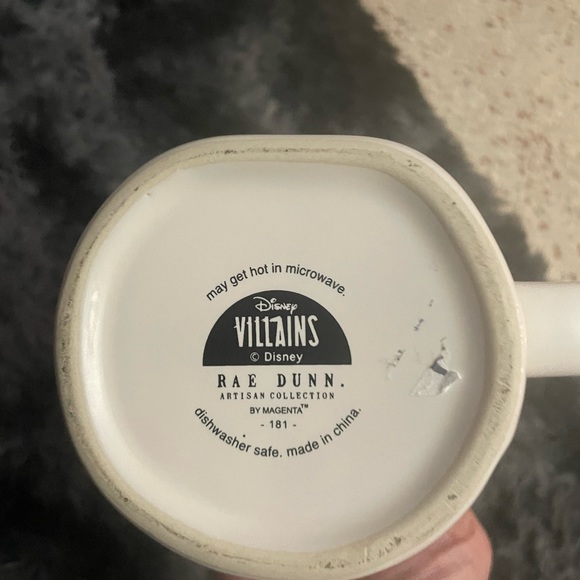 may get hot in microwave.
Disney
VILLAINS
© Disney
RAE DUNN.
ARTISAN COLLECTION
BY MAGENTA™
- 181 -
dishwasher safe. made in china.